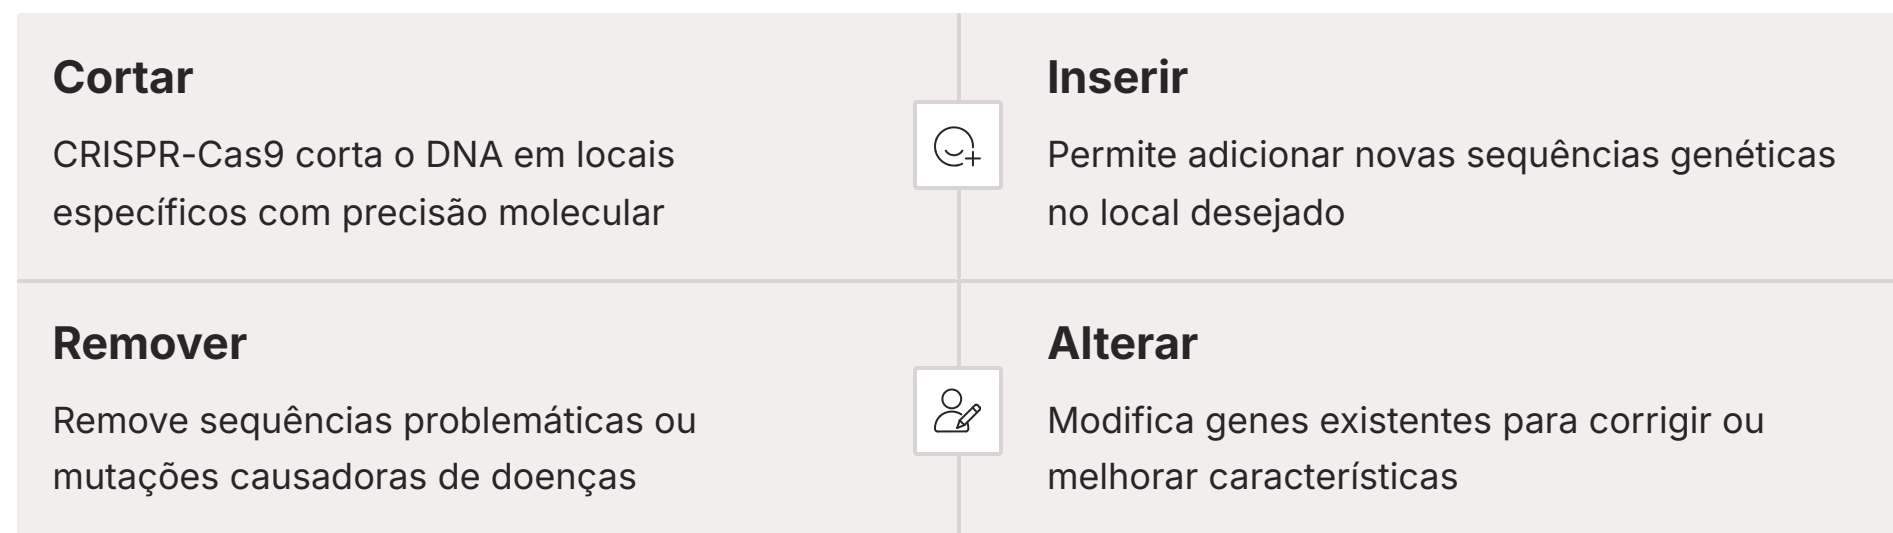 Cortar
CRISPR-Cas9 corta o DNA em locais
específicos com precisão molecular
Inserir
Permite adicionar novas sequências genéticas
no local desejado
Remover
Remove sequências problemáticas ou
mutações causadoras de doenças
Alterar
Modifica genes existentes para corrigir ou
melhorar características